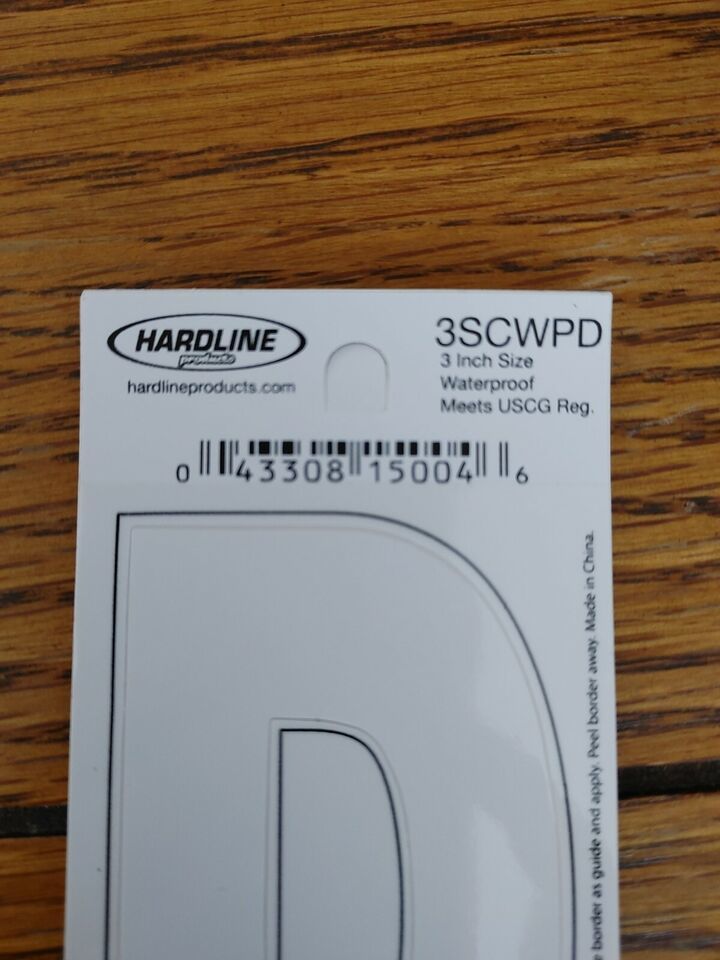 HARDLINE
products
hardlineproducts.com
3SCWPD
3 Inch Size
Waterproof
Meets USCG Reg.
0 43308 15004 6
D
border as guide and apply. Peel border away. Made in China.